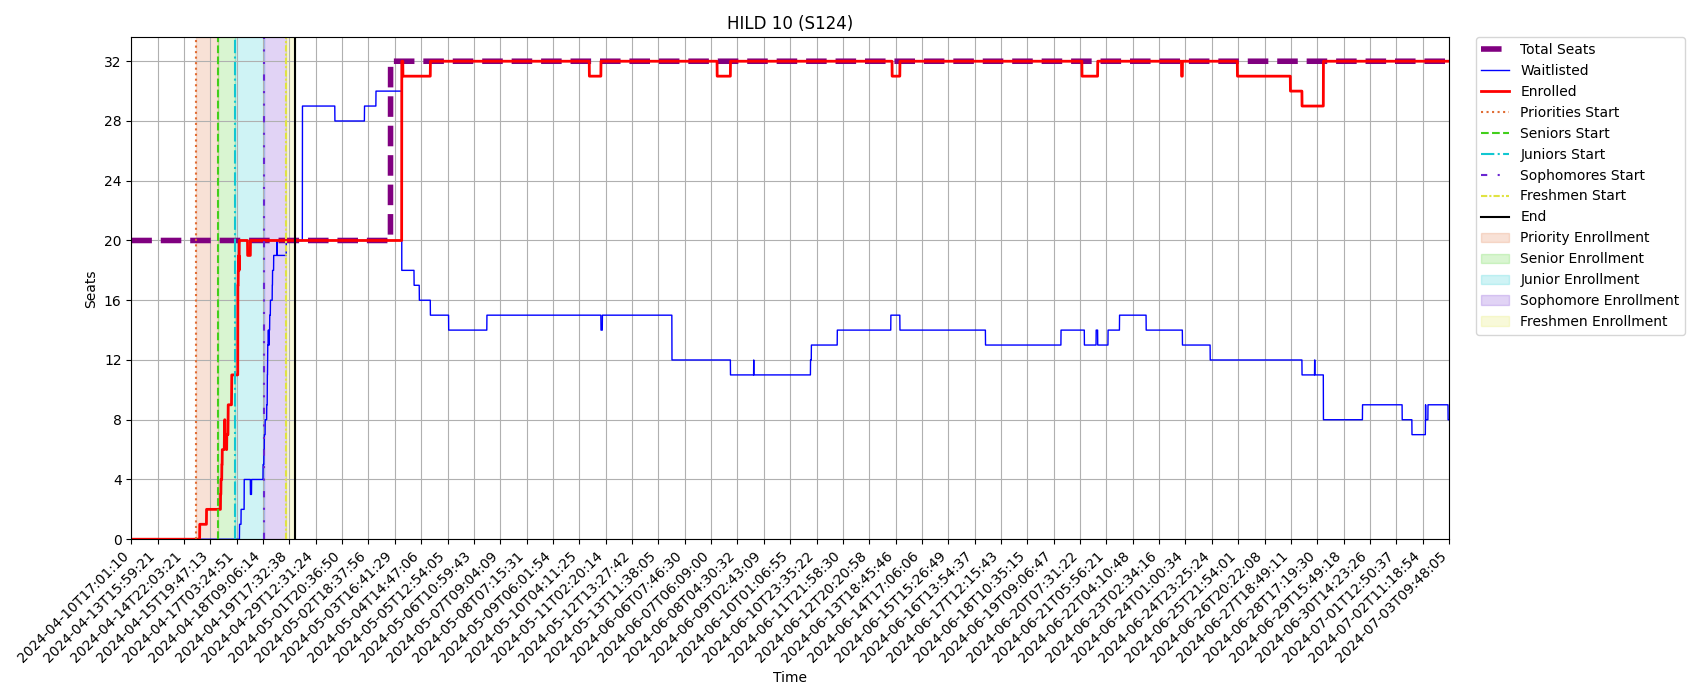 HILD 10 (S124)
Seats
32
28
24
20
16
12
8
4
0
2024-04-10T17:01:10
2024-04-13T15:59:21
2024-04-14T22:03:21
2024-04-15T19:47:13
2024-04-17T03:24:51
2024-04-18T09:06:14
2024-04-19T17:32:38
2024-04-29T12:31:24
2024-05-01T20:36:50
2024-05-02T18:37:56
2024-05-03T16:41:29
2024-05-04T14:47:06
2024-05-05T12:54:05
2024-05-06T10:59:43
2024-05-07T09:04:09
2024-05-08T07:15:31
2024-05-09T06:01:54
2024-05-10T04:11:25
2024-05-11T02:20:14
2024-05-12T13:27:42
2024-05-13T11:38:05
2024-06-06T07:46:30
2024-06-07T06:09:00
2024-06-08T04:30:32
2024-06-09T02:43:09
2024-06-10T01:06:55
2024-06-10T23:35:22
2024-06-11T21:58:30
2024-06-12T20:20:58
2024-06-13T18:45:46
2024-06-14T17:06:06
2024-06-15T15:26:49
2024-06-16T13:54:37
2024-06-17T12:15:43
2024-06-18T10:35:15
2024-06-19T09:06:47
2024-06-20T07:31:22
2024-06-21T05:56:21
2024-06-22T04:10:48
2024-06-23T02:34:16
2024-06-24T01:00:34
2024-06-24T23:25:24
2024-06-25T21:54:01
2024-06-26T20:22:08
2024-06-27T18:49:11
2024-06-28T17:19:30
2024-06-29T15:49:18
2024-06-30T14:23:26
2024-07-01T12:50:37
2024-07-02T11:18:54
2024-07-03T09:48:05
Time
Total Seats
Waitlisted
Enrolled
Priorities Start
Seniors Start
Juniors Start
Sophomores Start
Freshmen Start
End
Priority Enrollment
Senior Enrollment
Junior Enrollment
Sophomore Enrollment
Freshmen Enrollment